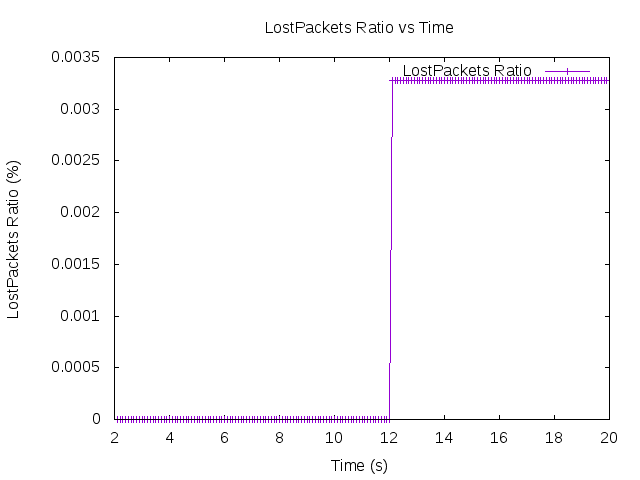 LostPackets Ratio vs Time
0.0035
LostPackets Ratio
0.003
0.0025
0.002
0.0015
0.001
0.0005
0
LostPackets Ratio (%)
2 4 6 8 10 12 14 16 18 20
Time (s)